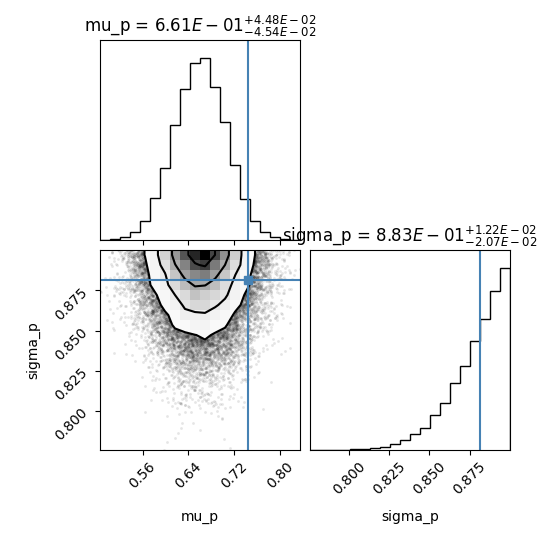 mu_p = 6.61E − 01 +4.48E − 02 −4.54E − 02
sigma_p = 8.83E − 01 +1.22E − 02 −2.07E − 02
sigma_p
0.875
0.850
0.825
0.800
0.56
0.64
0.72
0.80
mu_p
0.800
0.825
0.850
0.875
sigma_p